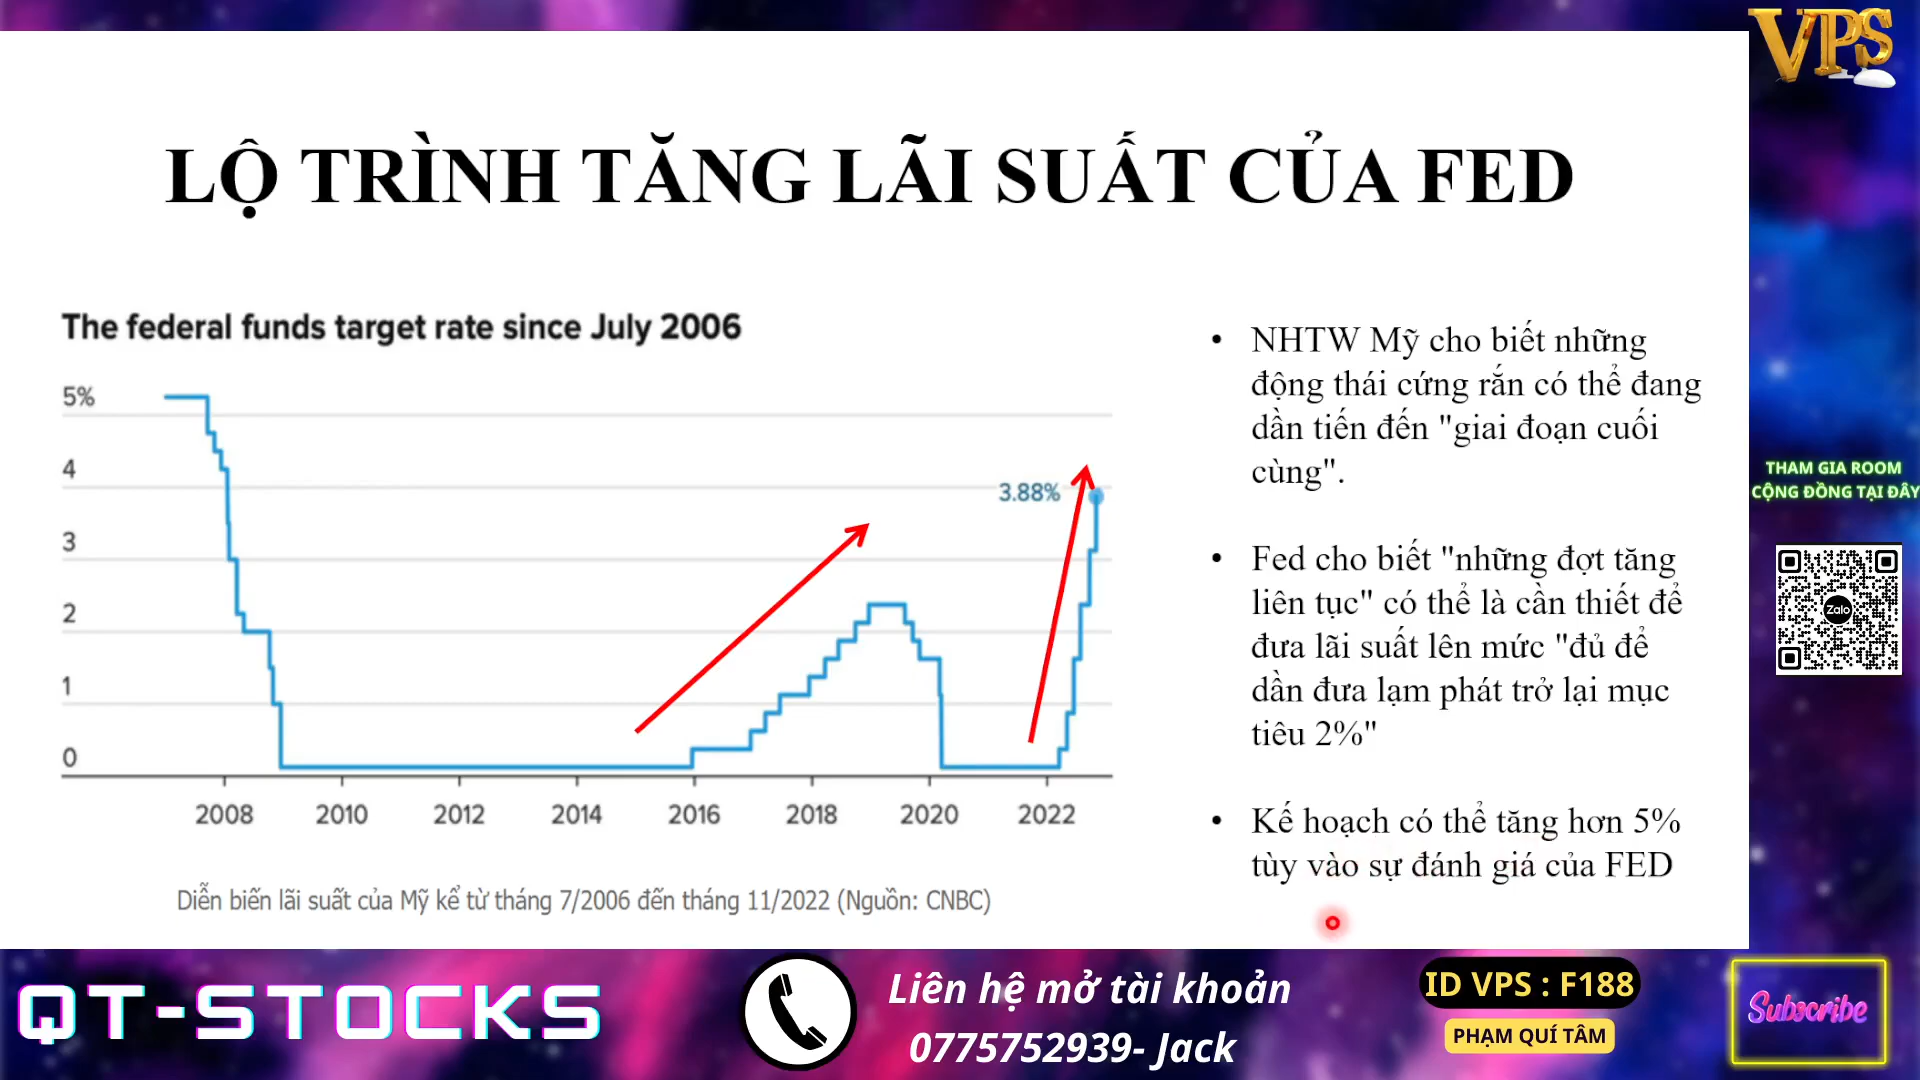 VPS
LỘ TRÌNH TĂNG LÃI SUẤT CỦA FED
The federal funds target rate since July 2006
5%
4
3
2
1
0
3.88%
2008 2010 2012 2014 2016 2018 2020 2022
Diễn biến lãi suất của Mỹ kể từ tháng 7/2006 đến tháng 11/2022 (Nguồn: CNBC)
• NHTW Mỹ cho biết những
động thái cứng rắn có thể đang
dần tiến đến "giai đoạn cuối
cùng".
• Fed cho biết "những đợt tăng
liên tục" có thể là cần thiết để
đưa lãi suất lên mức "đủ để
dần đưa lạm phát trở lại mục
tiêu 2%"
• Kế hoạch có thể tăng hơn 5%
tùy vào sự đánh giá của FED
THAM GIA ROOM
CỘNG ĐỒNG TẠI ĐÂY
Zalo
QT-STOCKS
Liên hệ mở tài khoản
0775752939- Jack
ID VPS : F188
PHẠM QUÍ TÂM
Subscribe